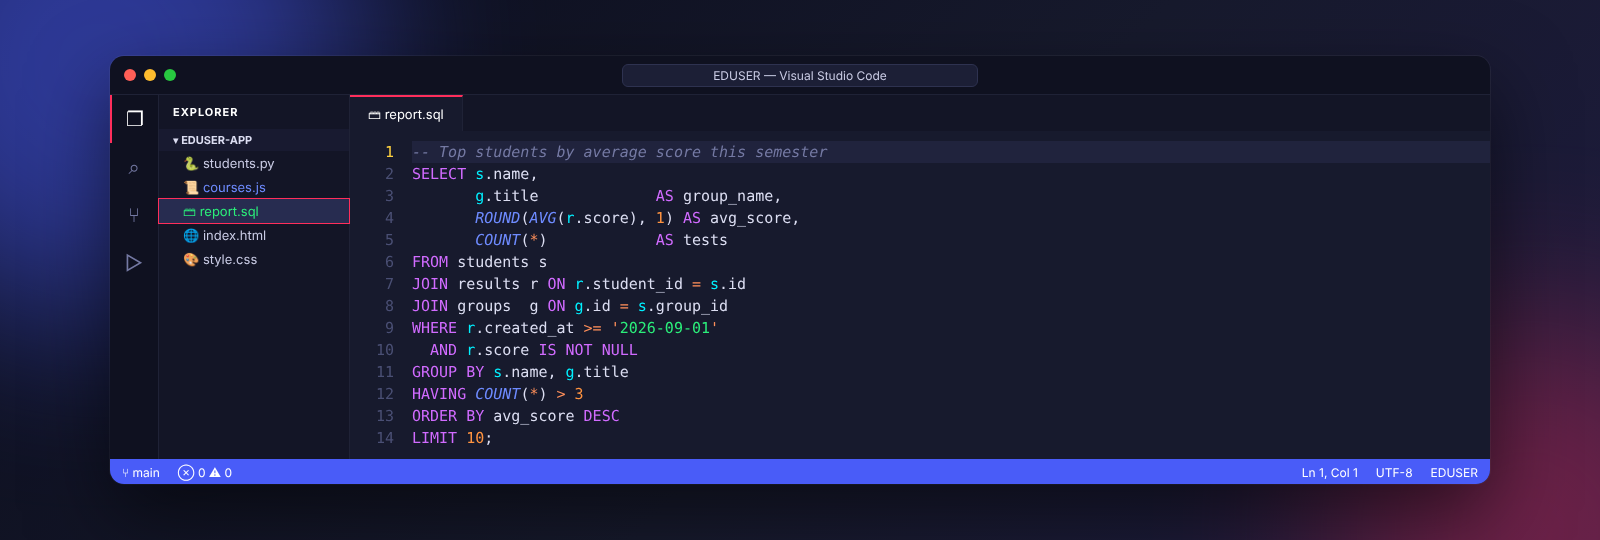 EDUSER — Visual Studio Code
EXPLORER
▾ EDUSER-APP
students.py
courses.js
report.sql
index.html
style.css
report.sql
1 -- Top students by average score this semester
2 SELECT s.name,
3        g.title             AS group_name,
4        ROUND(AVG(r.score), 1) AS avg_score,
5        COUNT(*)            AS tests
6 FROM students s
7 JOIN results r ON r.student_id = s.id
8 JOIN groups  g ON g.id = s.group_id
9 WHERE r.created_at >= '2026-09-01'
10   AND r.score IS NOT NULL
11 GROUP BY s.name, g.title
12 HAVING COUNT(*) > 3
13 ORDER BY avg_score DESC
14 LIMIT 10;
main 0 0 Ln 1, Col 1 UTF-8 EDUSER